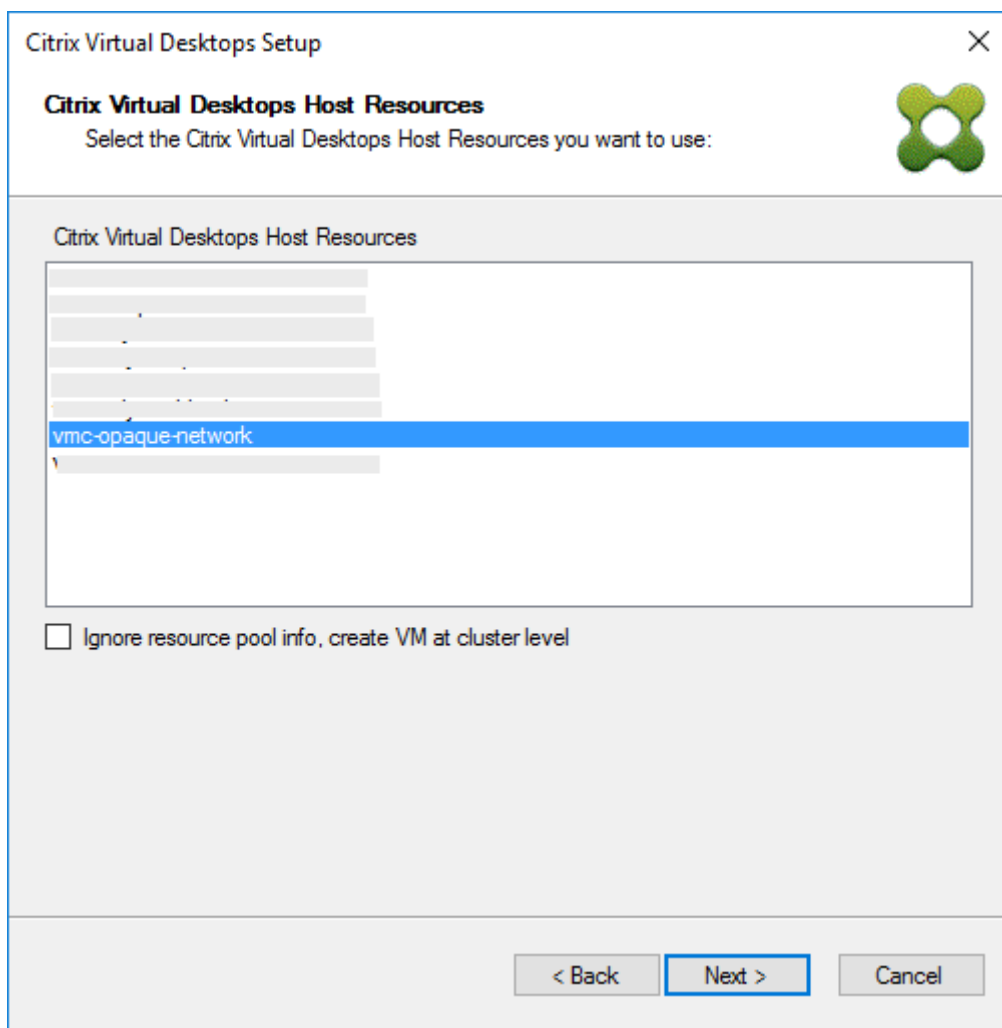 Citrix Virtual Desktops Setup
Citrix Virtual Desktops Host Resources
Select the Citrix Virtual Desktops Host Resources you want to use:
Citrix Virtual Desktops Host Resources
vmc-opaque-network
Ignore resource pool info, create VM at cluster level
< Back Next > Cancel